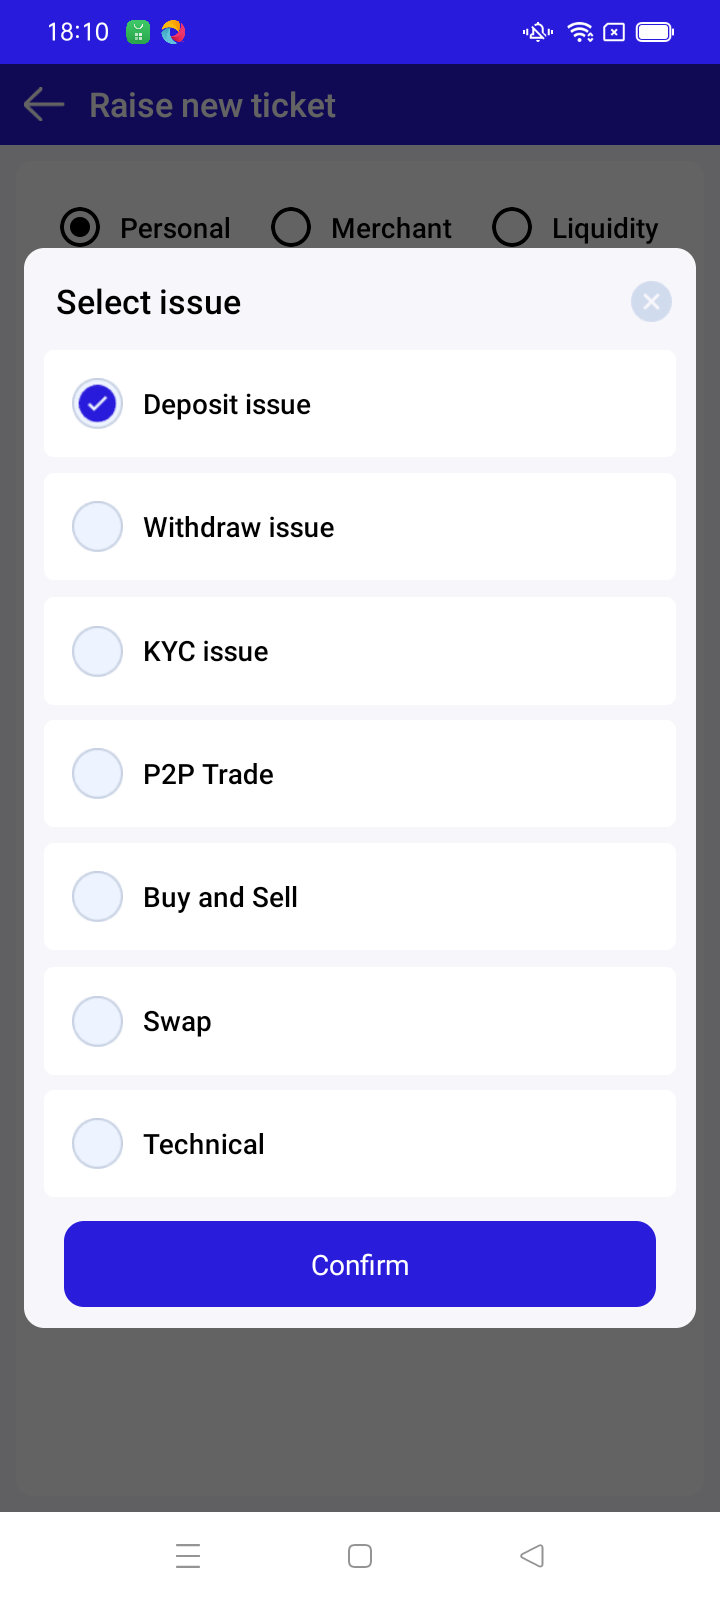 18:10
Raise new ticket
Personal Merchant Liquidity
Select issue
Deposit issue
Withdraw issue
KYC issue
P2P Trade
Buy and Sell
Swap
Technical
Confirm